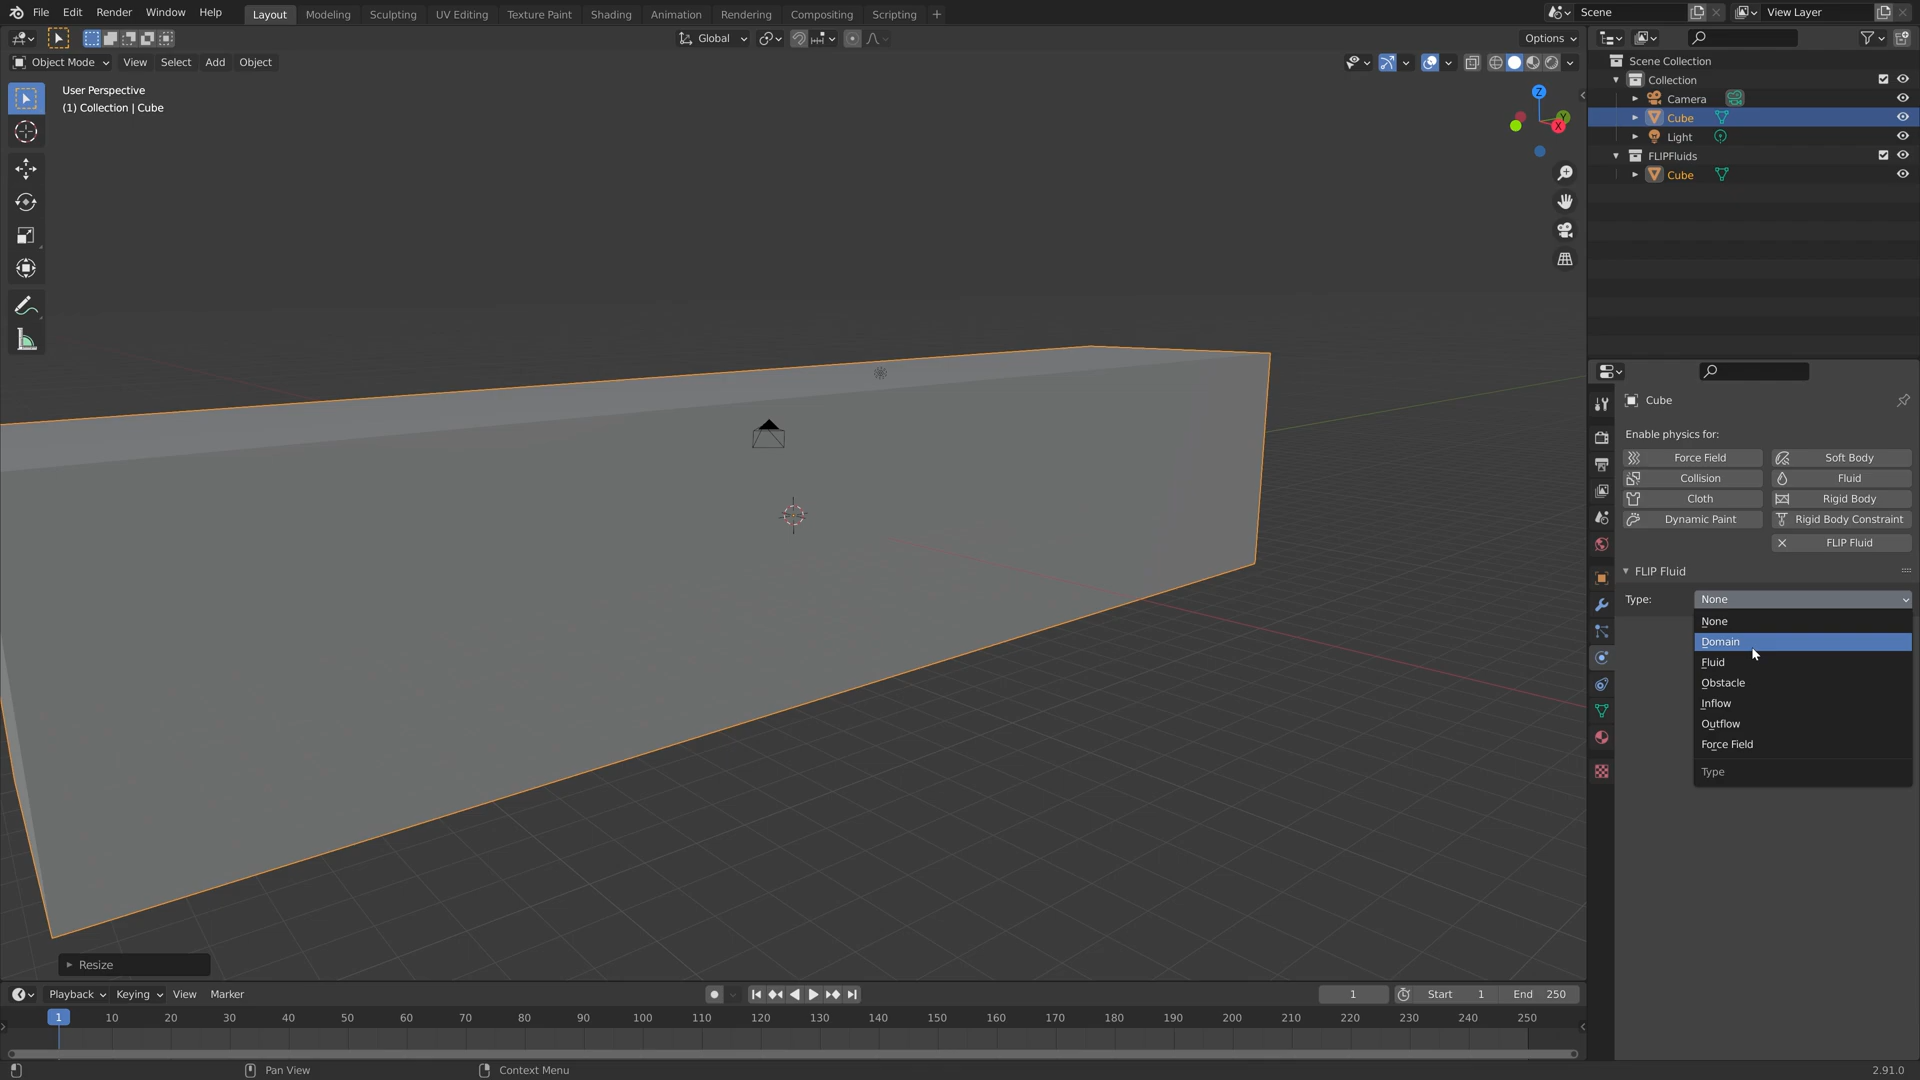 File Edit Render Window Help Layout Modeling Sculpting UV Editing Texture Paint Shading Animation Rendering Compositing Scripting + Scene View Layer
Global Options
Object Mode View Select Add Object
User Perspective
(1) Collection | Cube
Z
Y
X
Scene Collection
Collection
Camera
Cube
Light
FLIPFluids
Cube
Cube
Enable physics for:
Force Field Soft Body
Collision Fluid
Cloth Rigid Body
Dynamic Paint Rigid Body Constraint
FLIP Fluid
FLIP Fluid
Type: None
None
Domain
Fluid
Obstacle
Inflow
Outflow
Force Field
Type
Resize
Playback Keying View Marker 1 Start 1 End 250
1 10 20 30 40 50 60 70 80 90 100 110 120 130 140 150 160 170 180 190 200 210 220 230 240 250
Pan View Context Menu 2.91.0